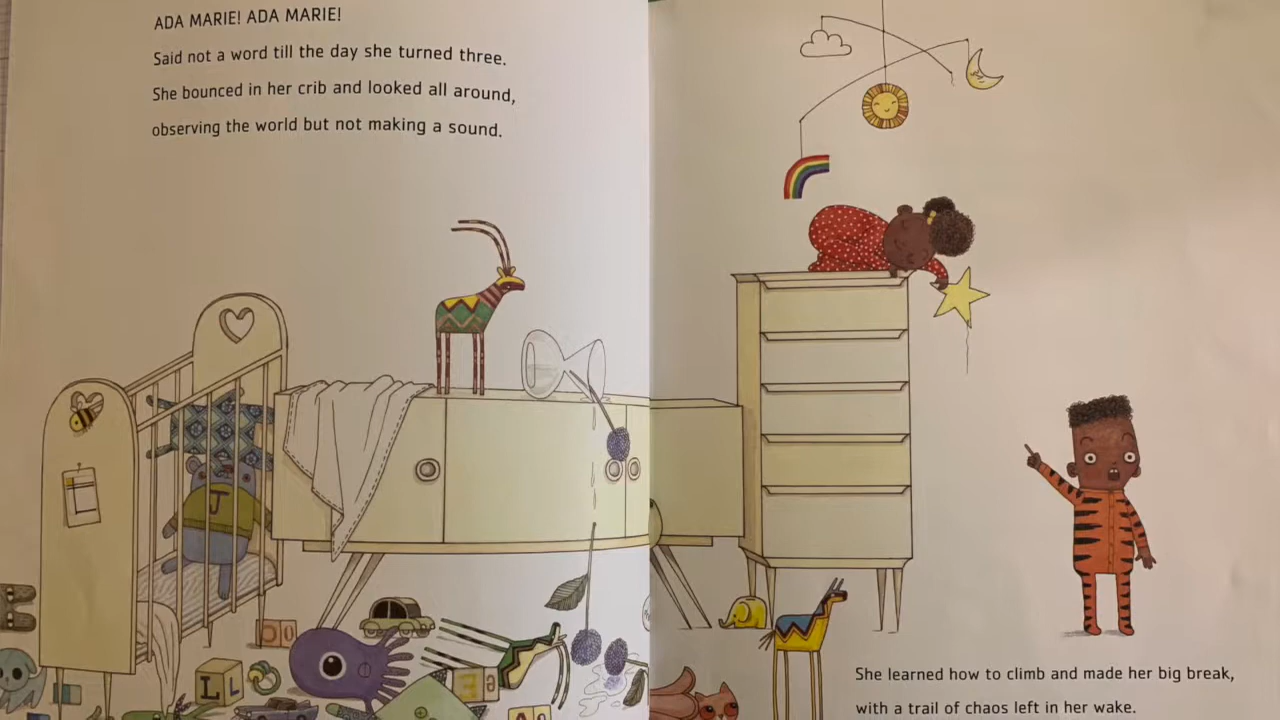 ADA MARIE! ADA MARIE!
Said not a word till the day she turned three.
She bounced in her crib and looked all around,
observing the world but not making a sound.
J
L
She learned how to climb and made her big break,
with a trail of chaos left in her wake.